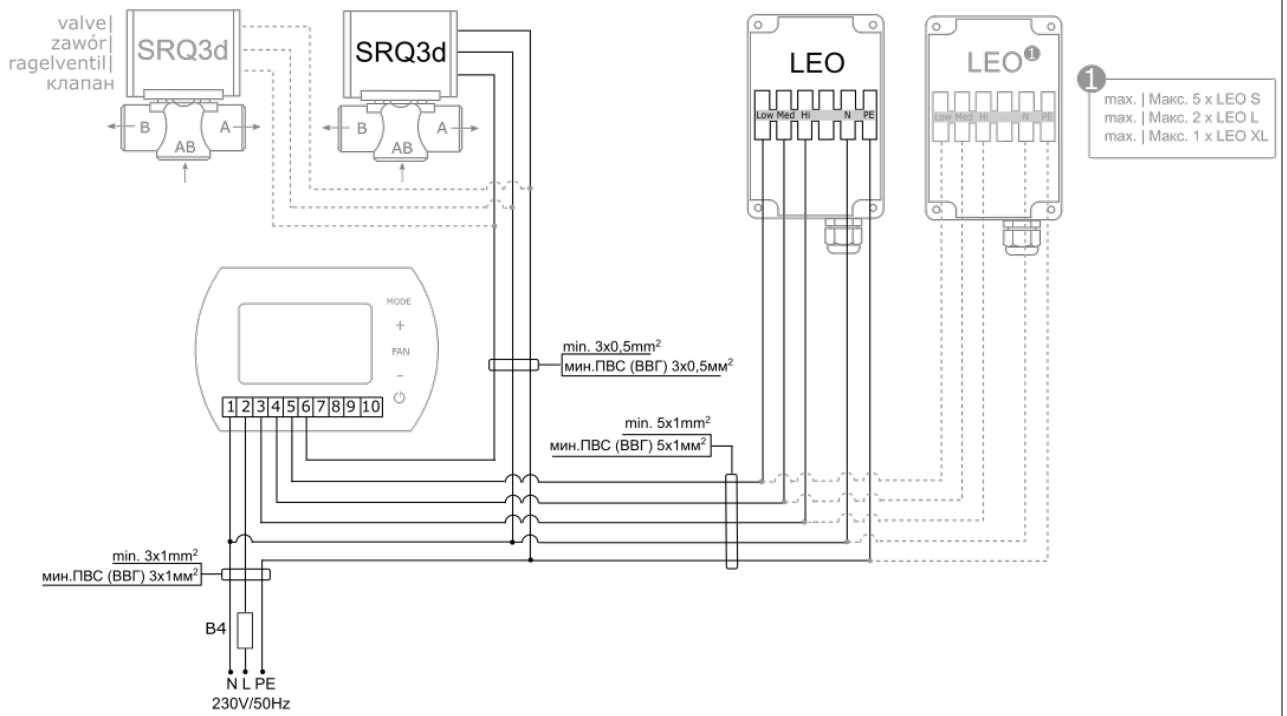 valve|
zawór|
ragelventil|
клапан
SRQ3d
B
A
AB
SRQ3d
B
A
AB
LEO
Low Med Hi N PE
LEO❶
Low Med Hi N PE
1
max. | Макс. 5 x LEO S
max. | Макс. 2 x LEO L
max. | Макс. 1 x LEO XL
MODE
+
FAN
−
1 2 3 4 5 6 7 8 9 10
min. 3x0,5mm²
мин.ПВС (ВВГ) 3x0,5мм²
min. 5x1mm²
мин.ПВС (ВВГ) 5x1мм²
min. 3x1mm²
мин.ПВС (ВВГ) 3x1мм²
B4
N L PE
230V/50Hz